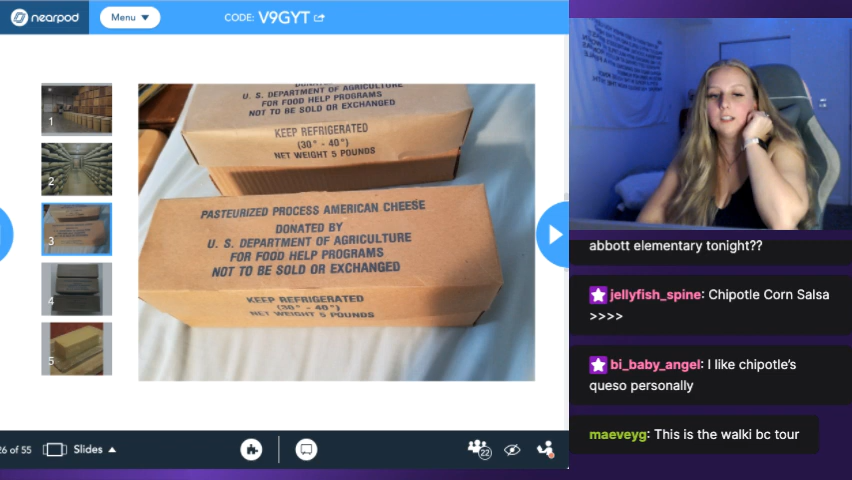 nearpod
Menu
CODE: V9GYT
1
2
3
4
5
U. S. DEPARTMENT OF AGRICULTURE
FOR FOOD HELP PROGRAMS
NOT TO BE SOLD OR EXCHANGED
KEEP REFRIGERATED
(30° - 40°)
NET WEIGHT 5 POUNDS
PASTEURIZED PROCESS AMERICAN CHEESE
DONATED BY
U. S. DEPARTMENT OF AGRICULTURE
FOR FOOD HELP PROGRAMS
NOT TO BE SOLD OR EXCHANGED
KEEP REFRIGERATED
(30° - 40°)
NET WEIGHT 5 POUNDS
26 of 55
Slides
22
abbott elementary tonight??
jellyfish_spine: Chipotle Corn Salsa
>>>>
bi_baby_angel: I like chipotle's
queso personally
maeveyg: This is the walki bc tour